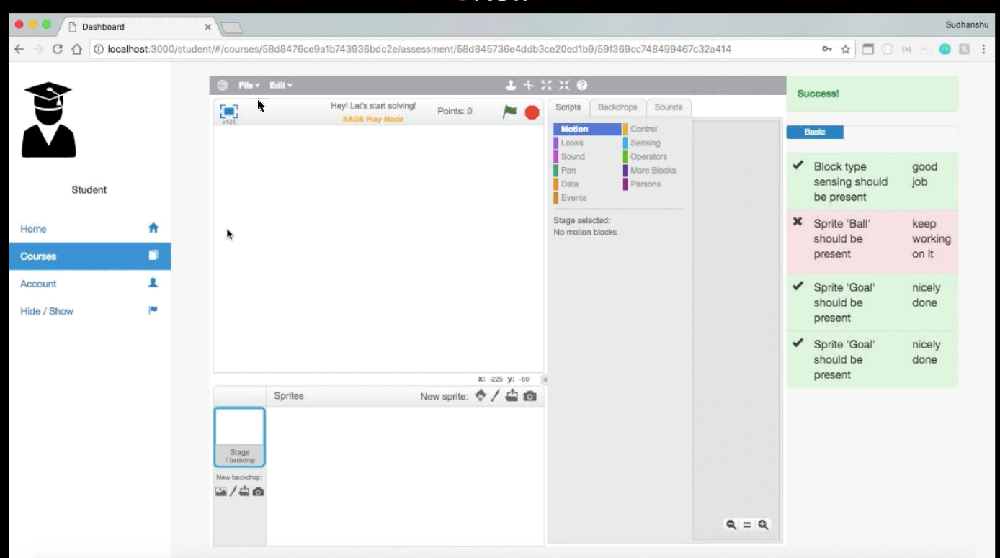 Dashboard
Sudhanshu
localhost:3000/student/#/courses/58d8476ce9a1b743936bdc2e/assessment/58d845736e4ddb3ce20ed1b9/59f369cc748499467c32a414
Student
Home
Courses
Account
Hide / Show
File
Edit
v426
Hey! Let's start solving!
SAGE Play Mode
Points: 0
x: -225 y: -59
Sprites
New sprite:
Stage
1 backdrop
New backdrop:
Scripts
Backdrops
Sounds
Motion
Looks
Sound
Pen
Data
Events
Control
Sensing
Operators
More Blocks
Parsons
Stage selected:
No motion blocks
Success!
Basic
Block type good
sensing should job
be present
Sprite 'Ball' keep
should be working
present on it
Sprite 'Goal' nicely
should be done
present
Sprite 'Goal' nicely
should be done
present